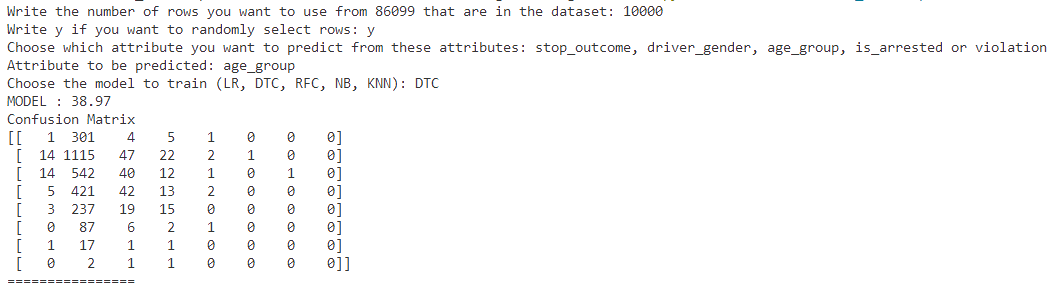 Write the number of rows you want to use from 86099 that are in the dataset: 10000
Write y if you want to randomly select rows: y
Choose which attribute you want to predict from these attributes: stop_outcome, driver_gender, age_group, is_arrested or violation
Attribute to be predicted: age_group
Choose the model to train (LR, DTC, RFC, NB, KNN): DTC
MODEL : 38.97
Confusion Matrix
[[   1  301    4    5    1    0    0    0]
 [  14 1115   47   22    2    1    0    0]
 [  14  542   40   12    1    0    1    0]
 [   5  421   42   13    2    0    0    0]
 [   3  237   19   15    0    0    0    0]
 [   0   87    6    2    1    0    0    0]
 [   1   17    1    1    0    0    0    0]
 [   0    2    1    1    0    0    0    0]]
================